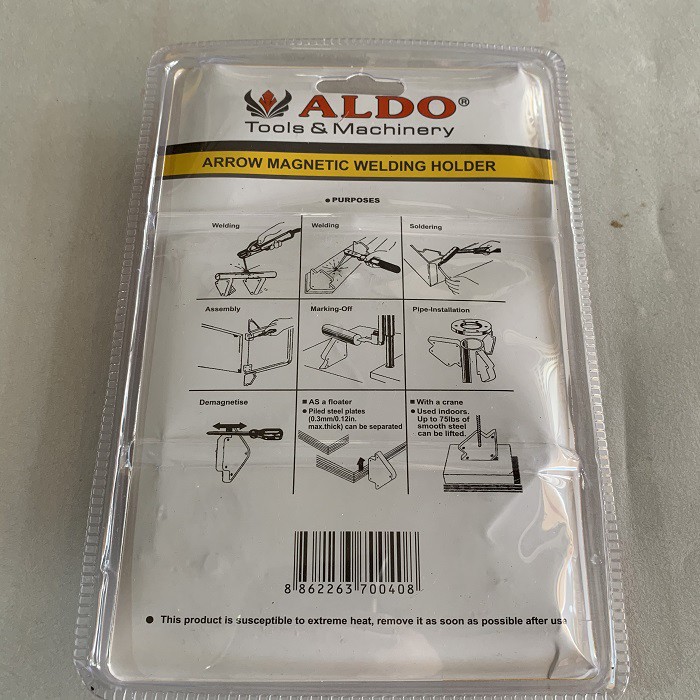 ALDO®
Tools & Machinery
ARROW MAGNETIC WELDING HOLDER
● PURPOSES
Welding
Welding
Soldering
Assembly
Marking-Off
Pipe-Installation
Demagnetise
■ AS a floater
● Piled steel plates
(0.3mm/0.12in.
max.thick) can be separated
■ With a crane
● Used indoors.
Up to 75lbs of
smooth steel
can be lifted.
8 862263 700408
● This product is susceptible to extreme heat, remove it as soon as possible after use